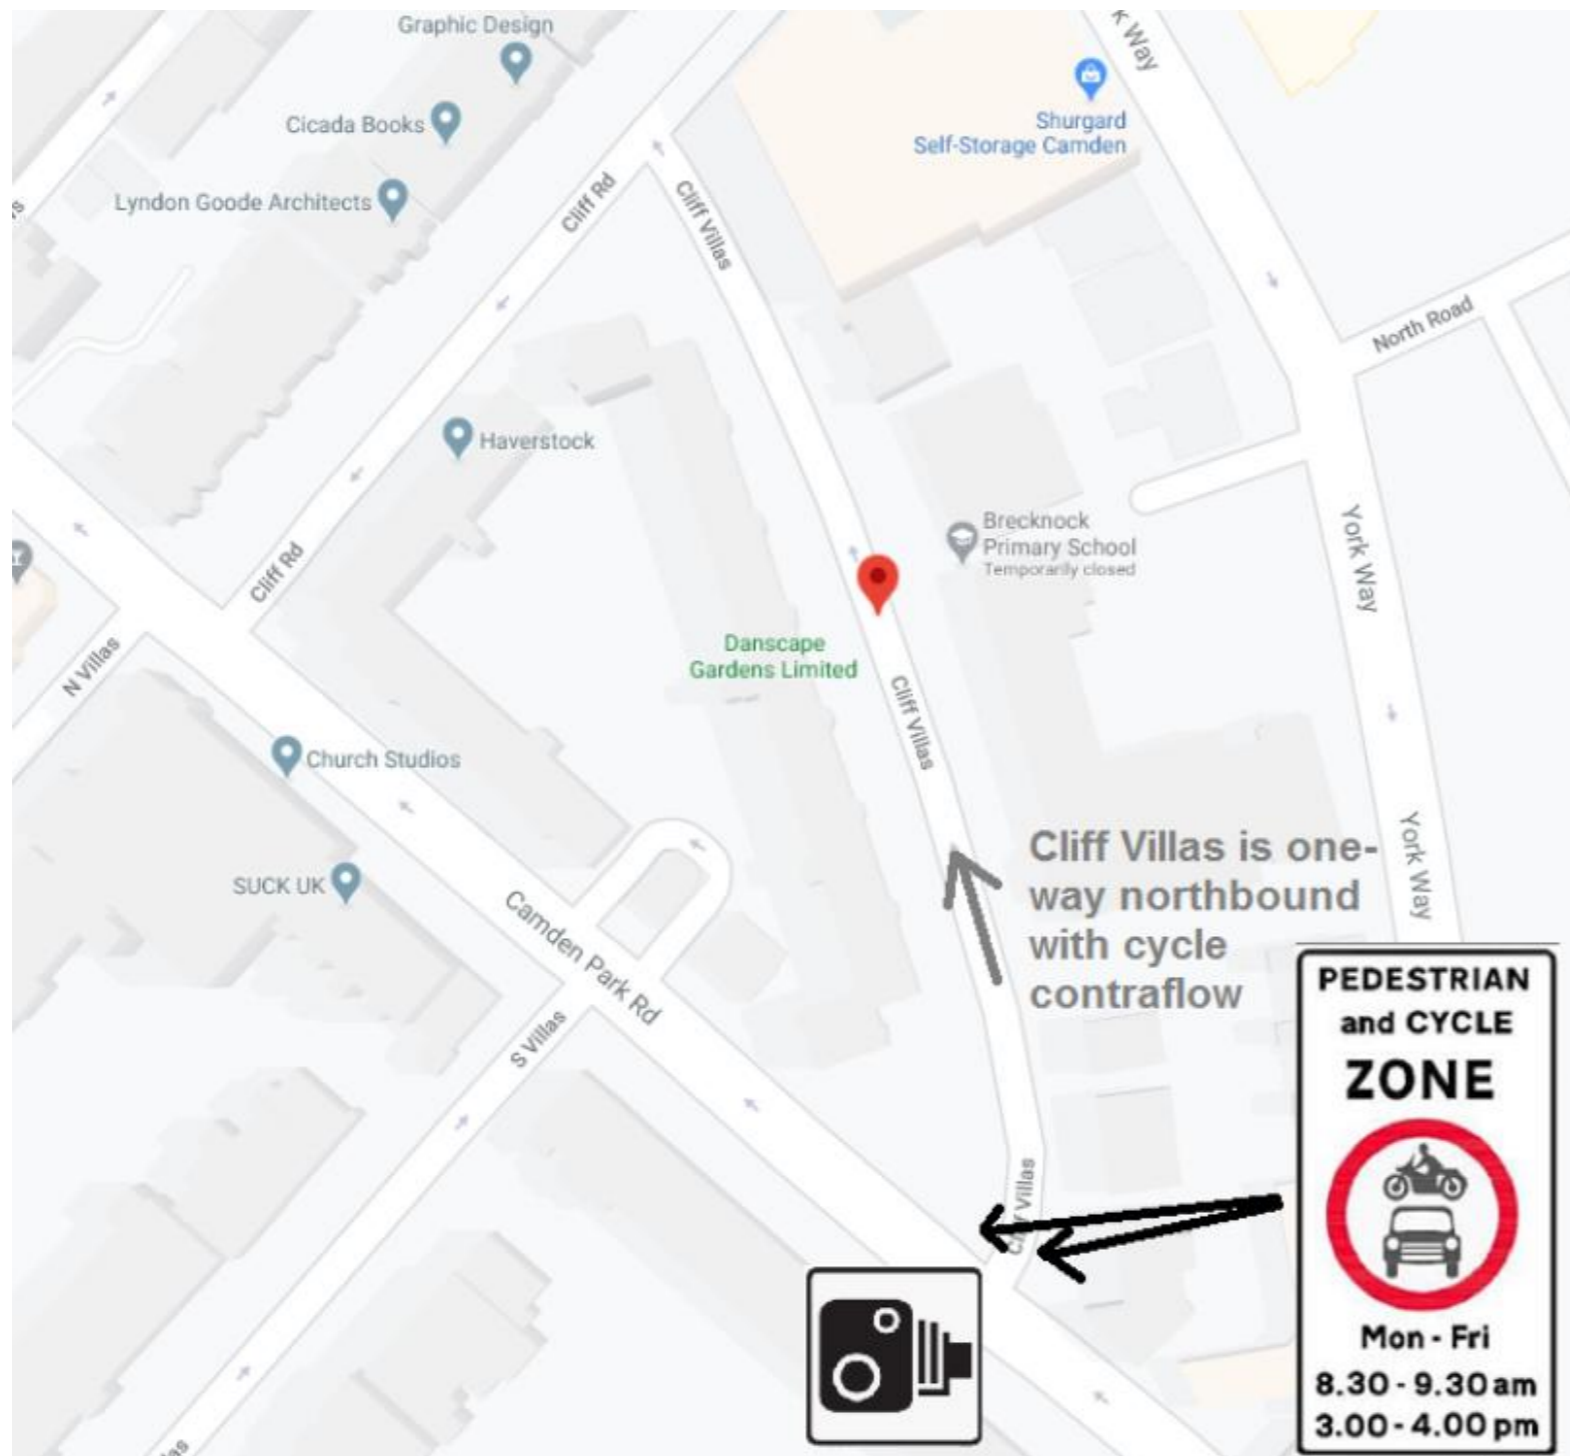 Graphic Design
k Way
Cicada Books
Shurgard
Self-Storage Camden
Lyndon Goode Architects
Cliff Rd
Cliff Villas
North Road
Haverstock
Brecknock
Primary School
Temporarily closed
York Way
Cliff Rd
Danscape
Gardens Limited
N Villas
Cliff Villas
Church Studios
York Way
Cliff Villas is one-
way northbound
with cycle
contraflow
SUCK UK
Camden Park Rd
S Villas
Cliff Villas
PEDESTRIAN
and CYCLE
ZONE
Mon - Fri
8.30 - 9.30 am
3.00 - 4.00 pm